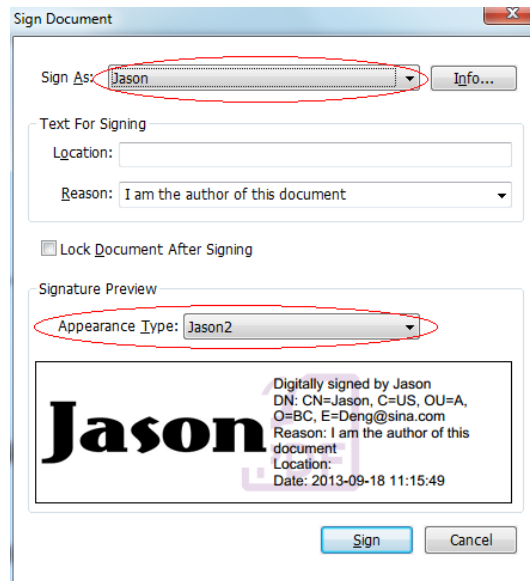 Sign Document
Sign As: Jason Info...
Text For Signing
Location:
Reason: I am the author of this document
Lock Document After Signing
Signature Preview
Appearance Type: Jason2
Jason
Digitally signed by Jason
DN: CN=Jason, C=US, OU=A,
O=BC, E=Deng@sina.com
Reason: I am the author of this
document
Location:
Date: 2013-09-18 11:15:49
Sign Cancel